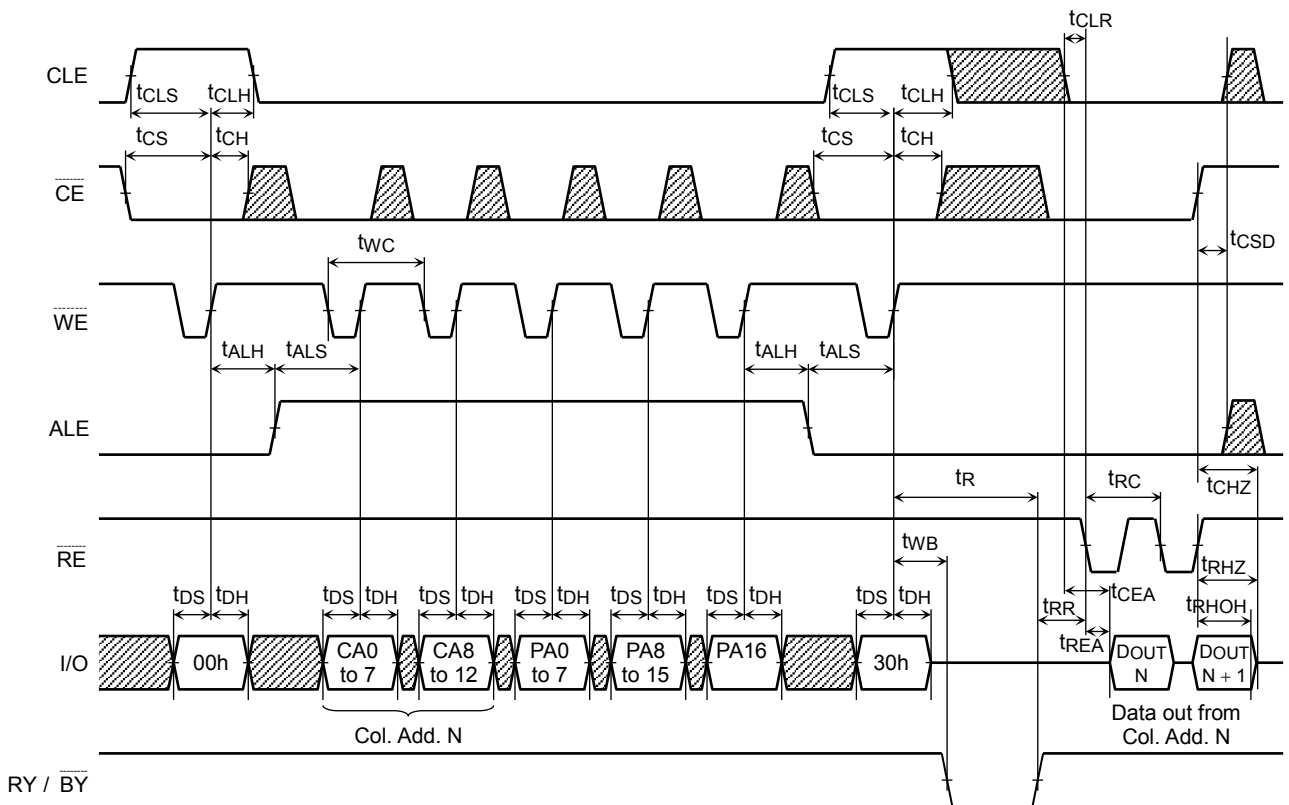 tCLR
CLE
tCLS tCLH tCLS tCLH
tCS tCH tCS tCH
CE
tWC tCSD
WE
tALH tALS tALH tALS
ALE
tR tRC tCHZ
RE
tWB tRHZ
tDS tDH tDS tDH tDS tDH tDS tDH tDS tDH tDS tDH tDS tDH tCEA
tRR tRHOH
tREA
I/O 00h CA0 to 7 CA8 to 12 PA0 to 7 PA8 to 15 PA16 30h DOUT N DOUT N + 1
Col. Add. N
Data out from
Col. Add. N
RY / BY